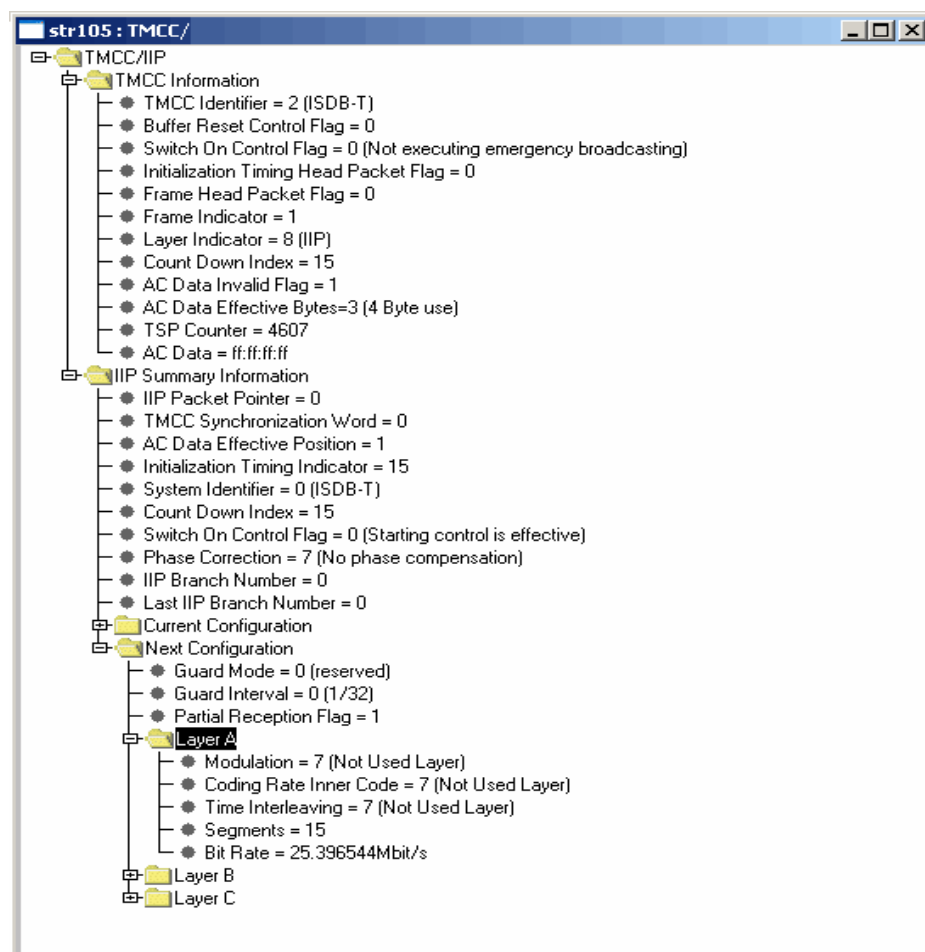 str105 : TMCC/
TMCC/IIP
TMCC Information
TMCC Identifier = 2 (ISDB-T)
Buffer Reset Control Flag = 0
Switch On Control Flag = 0 (Not executing emergency broadcasting)
Initialization Timing Head Packet Flag = 0
Frame Head Packet Flag = 0
Frame Indicator = 1
Layer Indicator = 8 (IIP)
Count Down Index = 15
AC Data Invalid Flag = 1
AC Data Effective Bytes=3 (4 Byte use)
TSP Counter = 4607
AC Data = ff:ff:ff:ff
IIP Summary Information
IIP Packet Pointer = 0
TMCC Synchronization Word = 0
AC Data Effective Position = 1
Initialization Timing Indicator = 15
System Identifier = 0 (ISDB-T)
Count Down Index = 15
Switch On Control Flag = 0 (Starting control is effective)
Phase Correction = 7 (No phase compensation)
IIP Branch Number = 0
Last IIP Branch Number = 0
Current Configuration
Next Configuration
Guard Mode = 0 (reserved)
Guard Interval = 0 (1/32)
Partial Reception Flag = 1
Layer A
Modulation = 7 (Not Used Layer)
Coding Rate Inner Code = 7 (Not Used Layer)
Time Interleaving = 7 (Not Used Layer)
Segments = 15
Bit Rate = 25.396544Mbit/s
Layer B
Layer C